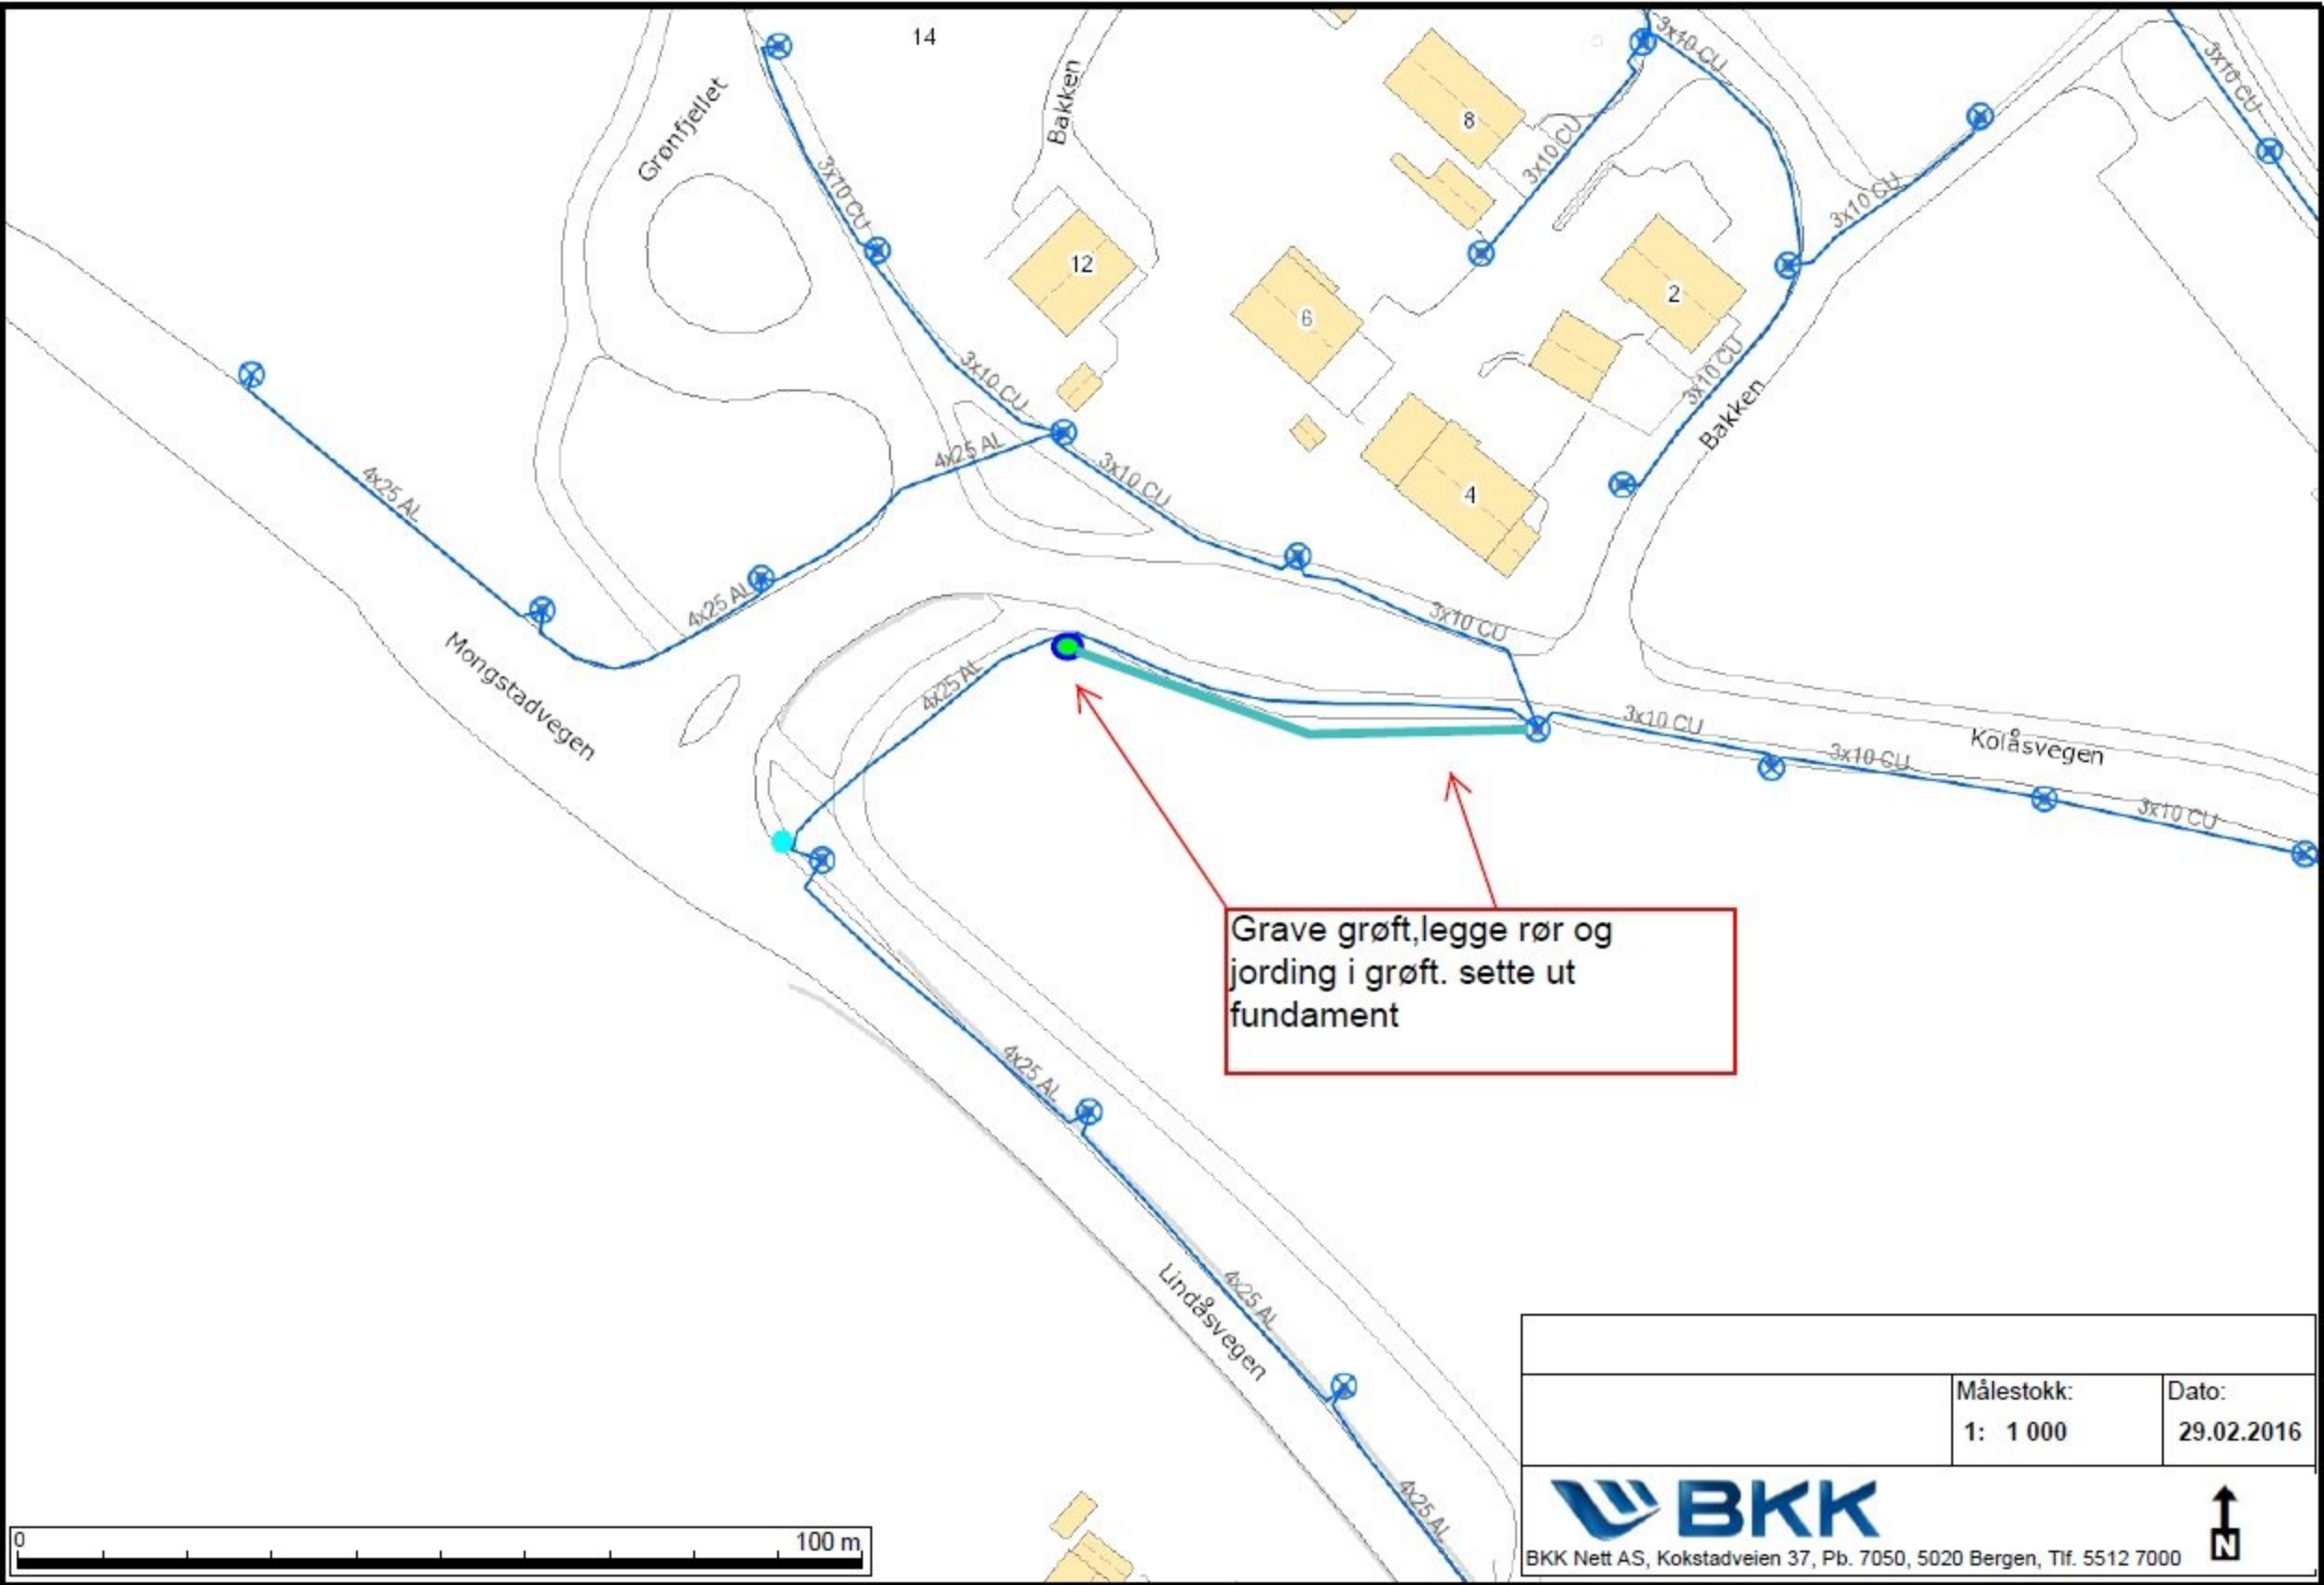 14
3x10 CU
3x10 CU
Grønfjellet
Bakken
8
3x10 CU
3x10 CU
3x10 CU
12
2
6
3x10 CU
3x10 CU
Bakken
4x25 AL
4x25 AL
3x10 CU
4
4x25 AL
3x10 CU
Mongstadvegen
4x25 AL
3x10 CU
Kolåsvegen
3x10 CU
3x10 CU
Grave grøft,legge rør og
jording i grøft. sette ut
fundament
4x25 AL
4x25 AL
Lindåsvegen
4x25 AL
Målestokk:
1: 1 000
Dato:
29.02.2016
BKK
BKK Nett AS, Kokstadveien 37, Pb. 7050, 5020 Bergen, Tlf. 5512 7000
N
0
100 m